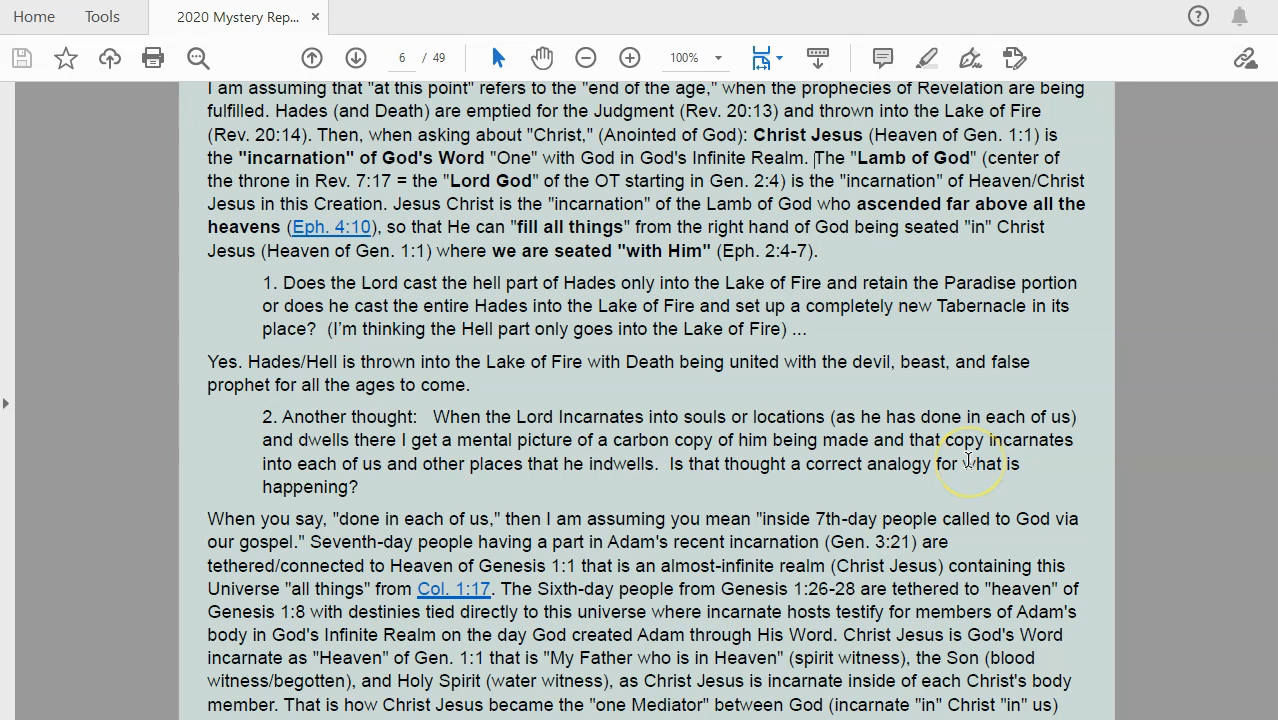 Home Tools 2020 Mystery Rep... ×
6 / 49 100%
I am assuming that "at this point" refers to the "end of the age," when the prophecies of Revelation are being
fulfilled. Hades (and Death) are emptied for the Judgment (Rev. 20:13) and thrown into the Lake of Fire
(Rev. 20:14). Then, when asking about "Christ," (Anointed of God): Christ Jesus (Heaven of Gen. 1:1) is
the "incarnation" of God's Word "One" with God in God's Infinite Realm. The "Lamb of God" (center of
the throne in Rev. 7:17 = the "Lord God" of the OT starting in Gen. 2:4) is the "incarnation" of Heaven/Christ
Jesus in this Creation. Jesus Christ is the "incarnation" of the Lamb of God who ascended far above all the
heavens (Eph. 4:10), so that He can "fill all things" from the right hand of God being seated "in" Christ
Jesus (Heaven of Gen. 1:1) where we are seated "with Him" (Eph. 2:4-7).
1. Does the Lord cast the hell part of Hades only into the Lake of Fire and retain the Paradise portion
or does he cast the entire Hades into the Lake of Fire and set up a completely new Tabernacle in its
place? (I'm thinking the Hell part only goes into the Lake of Fire) ...
Yes. Hades/Hell is thrown into the Lake of Fire with Death being united with the devil, beast, and false
prophet for all the ages to come.
2. Another thought: When the Lord Incarnates into souls or locations (as he has done in each of us)
and dwells there I get a mental picture of a carbon copy of him being made and that copy incarnates
into each of us and other places that he indwells. Is that thought a correct analogy for what is
happening?
When you say, "done in each of us," then I am assuming you mean "inside 7th-day people called to God via
our gospel." Seventh-day people having a part in Adam's recent incarnation (Gen. 3:21) are
tethered/connected to Heaven of Genesis 1:1 that is an almost-infinite realm (Christ Jesus) containing this
Universe "all things" from Col. 1:17. The Sixth-day people from Genesis 1:26-28 are tethered to "heaven" of
Genesis 1:8 with destinies tied directly to this universe where incarnate hosts testify for members of Adam's
body in God's Infinite Realm on the day God created Adam through His Word. Christ Jesus is God's Word
incarnate as "Heaven" of Gen. 1:1 that is "My Father who is in Heaven" (spirit witness), the Son (blood
witness/begotten), and Holy Spirit (water witness), as Christ Jesus is incarnate inside of each Christ's body
member. That is how Christ Jesus became the "one Mediator" between God (incarnate "in" Christ "in" us)